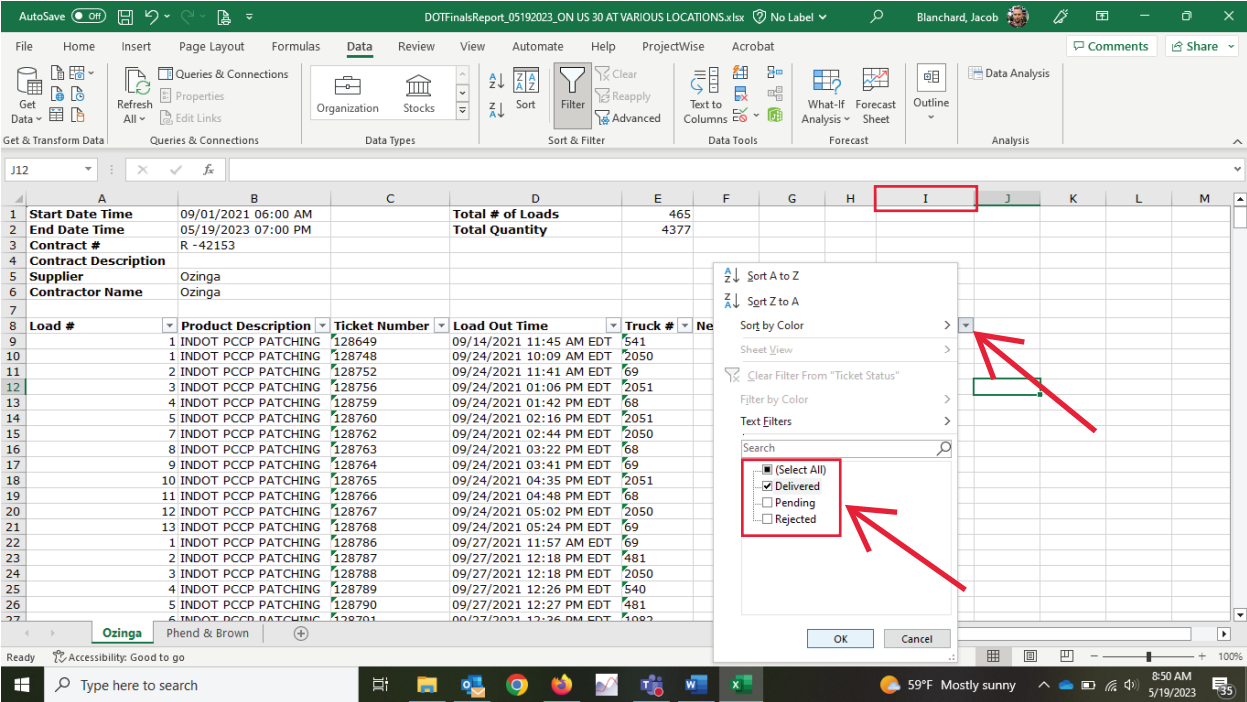 AutoSave Off DOTFinalsReport_05192023_ON US 30 AT VARIOUS LOCATIONS.xlsx No Label Blanchard, Jacob
File Home Insert Page Layout Formulas Data Review View Automate Help ProjectWise Acrobat Comments Share
Get Data
Refresh All
Queries & Connections
Properties
Edit Links
Organization Stocks
Sort
Filter
Clear
Reapply
Advanced
Text to Columns
What-If Analysis
Forecast Sheet
Outline
Data Analysis
Get & Transform Data Queries & Connections Data Types Sort & Filter Data Tools Forecast Analysis
J12 fx
A B C D E F G H I J K L M
1 Start Date Time 09/01/2021 06:00 AM Total # of Loads 465
2 End Date Time 05/19/2023 07:00 PM Total Quantity 4377
3 Contract # R -42153
4 Contract Description
5 Supplier Ozinga
6 Contractor Name Ozinga
7
8 Load # Product Description Ticket Number Load Out Time Truck # Ne
9 1 INDOT PCCP PATCHING 128649 09/14/2021 11:45 AM EDT 541
10 1 INDOT PCCP PATCHING 128748 09/24/2021 10:09 AM EDT 2050
11 2 INDOT PCCP PATCHING 128752 09/24/2021 11:41 AM EDT 69
12 3 INDOT PCCP PATCHING 128756 09/24/2021 01:06 PM EDT 2051
13 4 INDOT PCCP PATCHING 128759 09/24/2021 01:42 PM EDT 68
14 5 INDOT PCCP PATCHING 128760 09/24/2021 02:16 PM EDT 2051
15 7 INDOT PCCP PATCHING 128762 09/24/2021 02:44 PM EDT 2050
16 8 INDOT PCCP PATCHING 128763 09/24/2021 03:22 PM EDT 68
17 9 INDOT PCCP PATCHING 128764 09/24/2021 03:41 PM EDT 69
18 10 INDOT PCCP PATCHING 128765 09/24/2021 04:35 PM EDT 2051
19 11 INDOT PCCP PATCHING 128766 09/24/2021 04:48 PM EDT 68
20 12 INDOT PCCP PATCHING 128767 09/24/2021 05:02 PM EDT 2050
21 13 INDOT PCCP PATCHING 128768 09/24/2021 05:24 PM EDT 69
22 1 INDOT PCCP PATCHING 128786 09/27/2021 11:57 AM EDT 69
23 2 INDOT PCCP PATCHING 128787 09/27/2021 12:18 PM EDT 481
24 3 INDOT PCCP PATCHING 128788 09/27/2021 12:18 PM EDT 2050
25 4 INDOT PCCP PATCHING 128789 09/27/2021 12:26 PM EDT 540
26 5 INDOT PCCP PATCHING 128790 09/27/2021 12:27 PM EDT 481
27 6 INDOT PCCP PATCHING 128791 09/27/2021 12:36 PM EDT 1982
Sort A to Z
Sort Z to A
Sort by Color
Sheet View
Clear Filter From "Ticket Status"
Filter by Color
Text Filters
Search
(Select All)
Delivered
Pending
Rejected
OK Cancel
Ozinga Phend & Brown
Ready Accessibility: Good to go 100%
Type here to search 59°F Mostly sunny 8:50 AM
5/19/2023
35